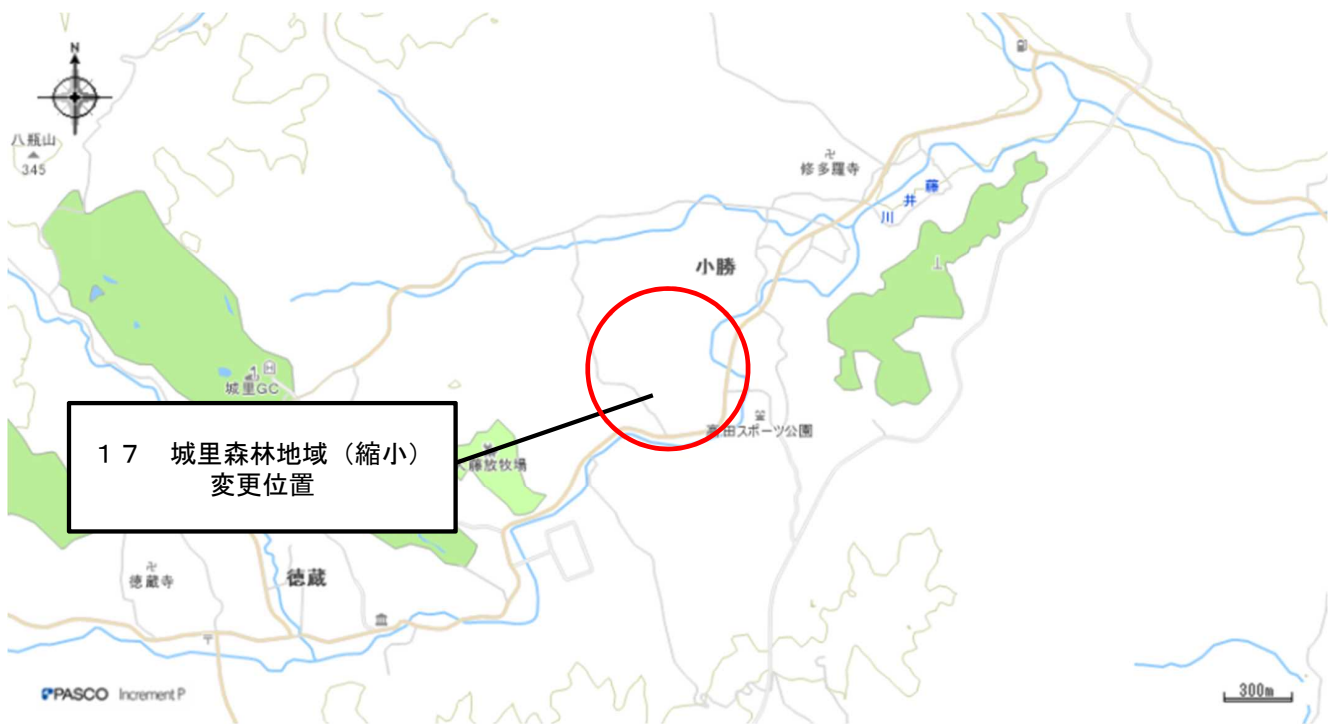 N
八瓶山
345
修多羅寺
藤
井
川
小勝
城里GC
高田スポーツ公園
17 城里森林地域（縮小）
変更位置
藤放牧場
徳蔵寺
徳蔵
PASCO Increment P
300m